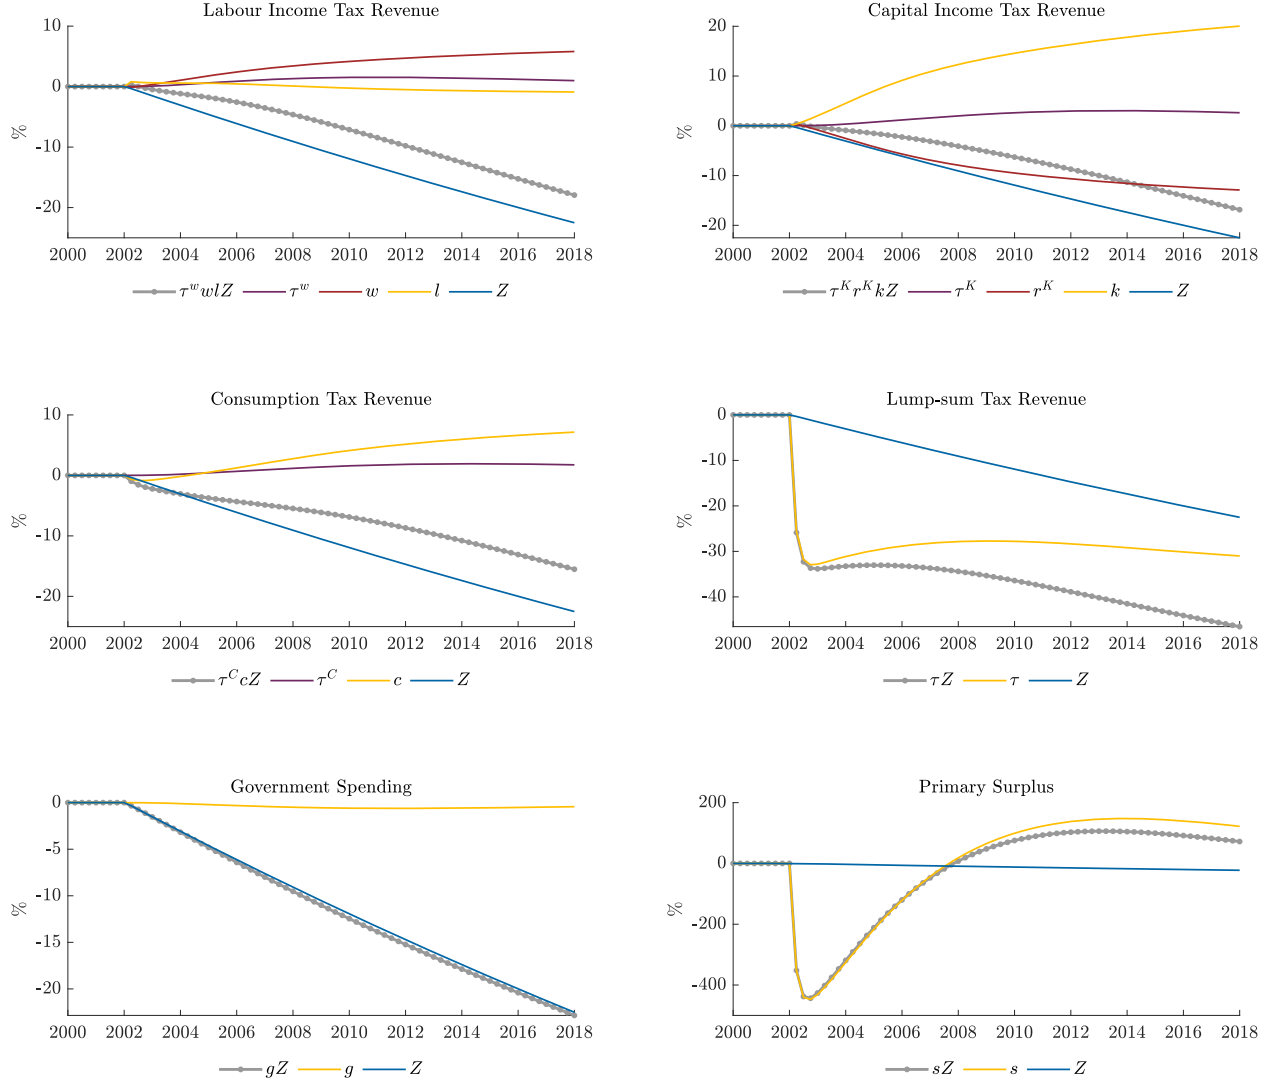 Labour Income Tax Revenue
10
0
-10
-20
%
2000 2002 2004 2006 2008 2010 2012 2014 2016 2018
τ^w wlZ τ^w w l Z
Capital Income Tax Revenue
20
10
0
-10
-20
%
2000 2002 2004 2006 2008 2010 2012 2014 2016 2018
τ^K r^K kZ τ^K r^K k Z
Consumption Tax Revenue
10
0
-10
-20
%
2000 2002 2004 2006 2008 2010 2012 2014 2016 2018
τ^C cZ τ^C c Z
Lump-sum Tax Revenue
0
-10
-20
-30
-40
%
2000 2002 2004 2006 2008 2010 2012 2014 2016 2018
τZ τ Z
Government Spending
0
-5
-10
-15
-20
%
2000 2002 2004 2006 2008 2010 2012 2014 2016 2018
gZ g Z
Primary Surplus
200
0
-200
-400
%
2000 2002 2004 2006 2008 2010 2012 2014 2016 2018
sZ s Z